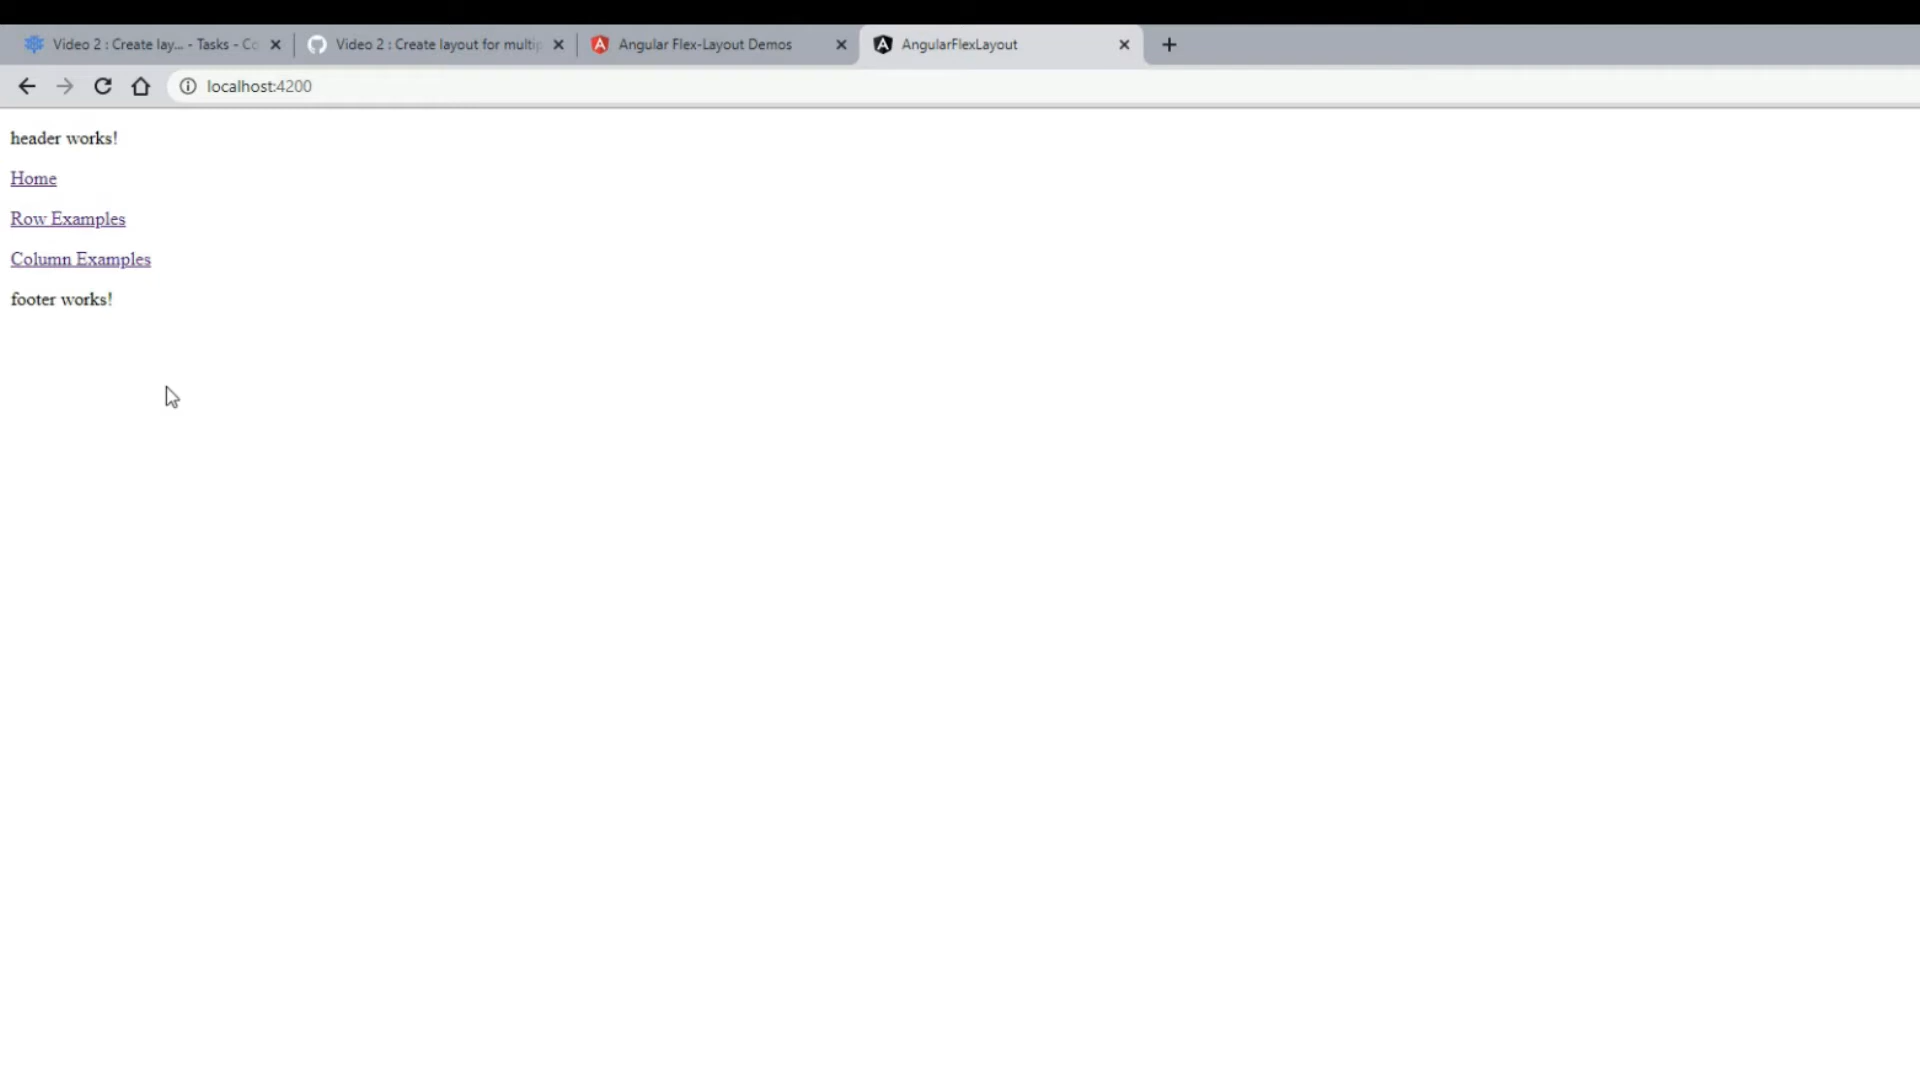 Video 2 : Create lay... - Tasks - Co
Video 2 : Create layout for multip
Angular Flex-Layout Demos
AngularFlexLayout
localhost:4200
header works!
Home
Row Examples
Column Examples
footer works!